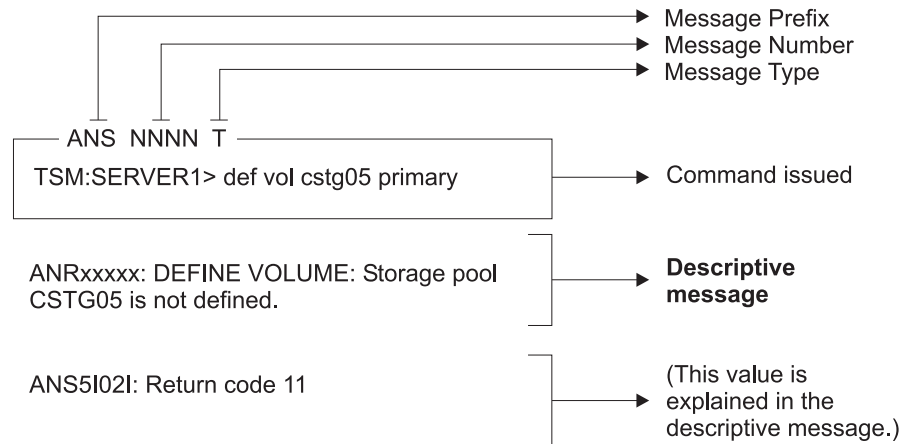 Message Prefix
Message Number
Message Type
ANS NNNN T
TSM:SERVER1> def vol cstg05 primary
Command issued
ANRxxxxx: DEFINE VOLUME: Storage pool
CSTG05 is not defined.
Descriptive
message
ANS5I02I: Return code 11
(This value is
explained in the
descriptive message.)